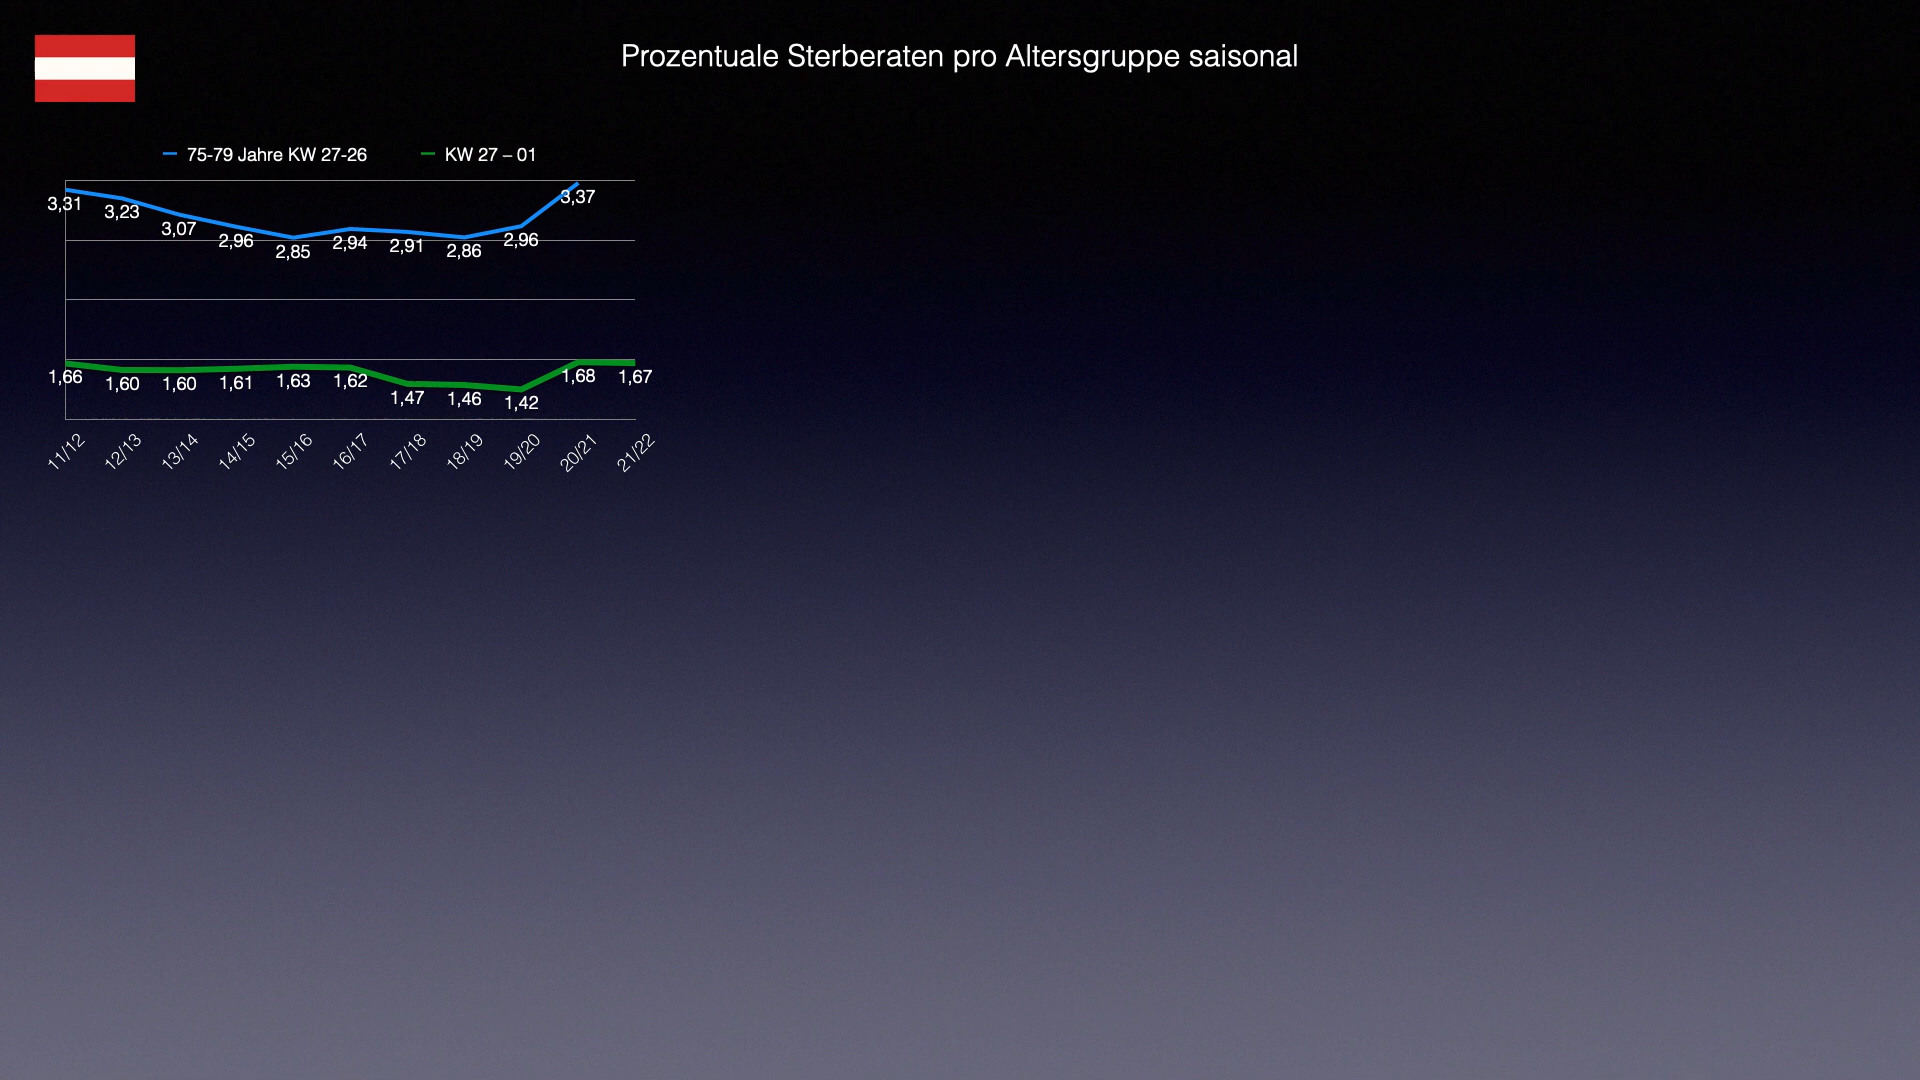 Prozentuale Sterberaten pro Altersgruppe saisonal
75-79 Jahre KW 27-26 KW 27 – 01
3,31 3,23 3,07 2,96 2,85 2,94 2,91 2,86 2,96 3,37
1,66 1,60 1,60 1,61 1,63 1,62 1,47 1,46 1,42 1,68 1,67
11/12 12/13 13/14 14/15 15/16 16/17 17/18 18/19 19/20 20/21 21/22